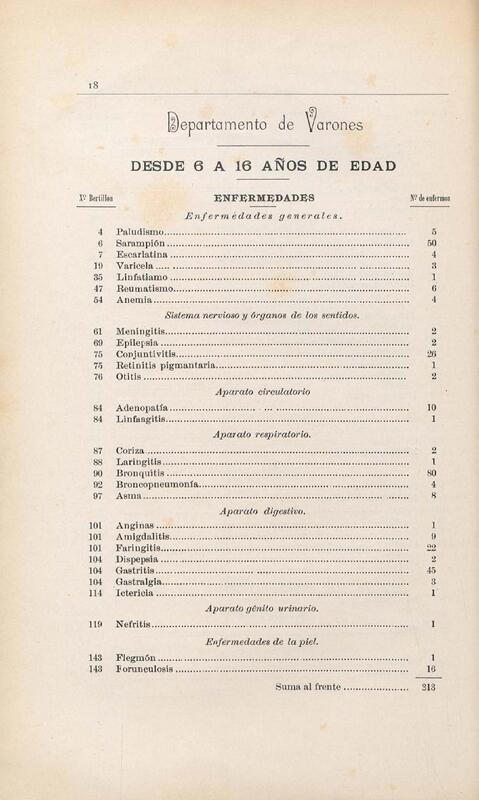 18
Departamento de Varones
DESDE 6 A 16 AÑOS DE EDAD
Nº Bertillon ENFERMEDADES Nº de enfermos
Enfermedades generales.
4 Paludismo 5
6 Sarampión 50
7 Escarlatina 4
19 Varicela 3
35 Linfatiamo 1
47 Reumatismo 6
54 Anemia 4
Sistema nervioso y órganos de los sentidos.
61 Meningitis 2
69 Epilepsia 2
75 Conjuntivitis 26
75 Retinitis pigmantaria 1
76 Otitis 2
Aparato circulatorio
84 Adenopatía 10
84 Linfangitis 1
Aparato respiratorio.
87 Coriza 2
88 Laringitis 1
90 Bronquitis 80
92 Broncopneumonía 4
97 Asma 8
Aparato digestivo.
101 Anginas 1
101 Amigdalitis 9
101 Faringitis 22
104 Dispepsia 2
104 Gastritis 45
104 Gastralgia 3
114 Ictericia 1
Aparato génito urinario.
119 Nefritis 1
Enfermedades de la piel.
143 Flegmón 1
143 Forunculosis 16
Suma al frente 313